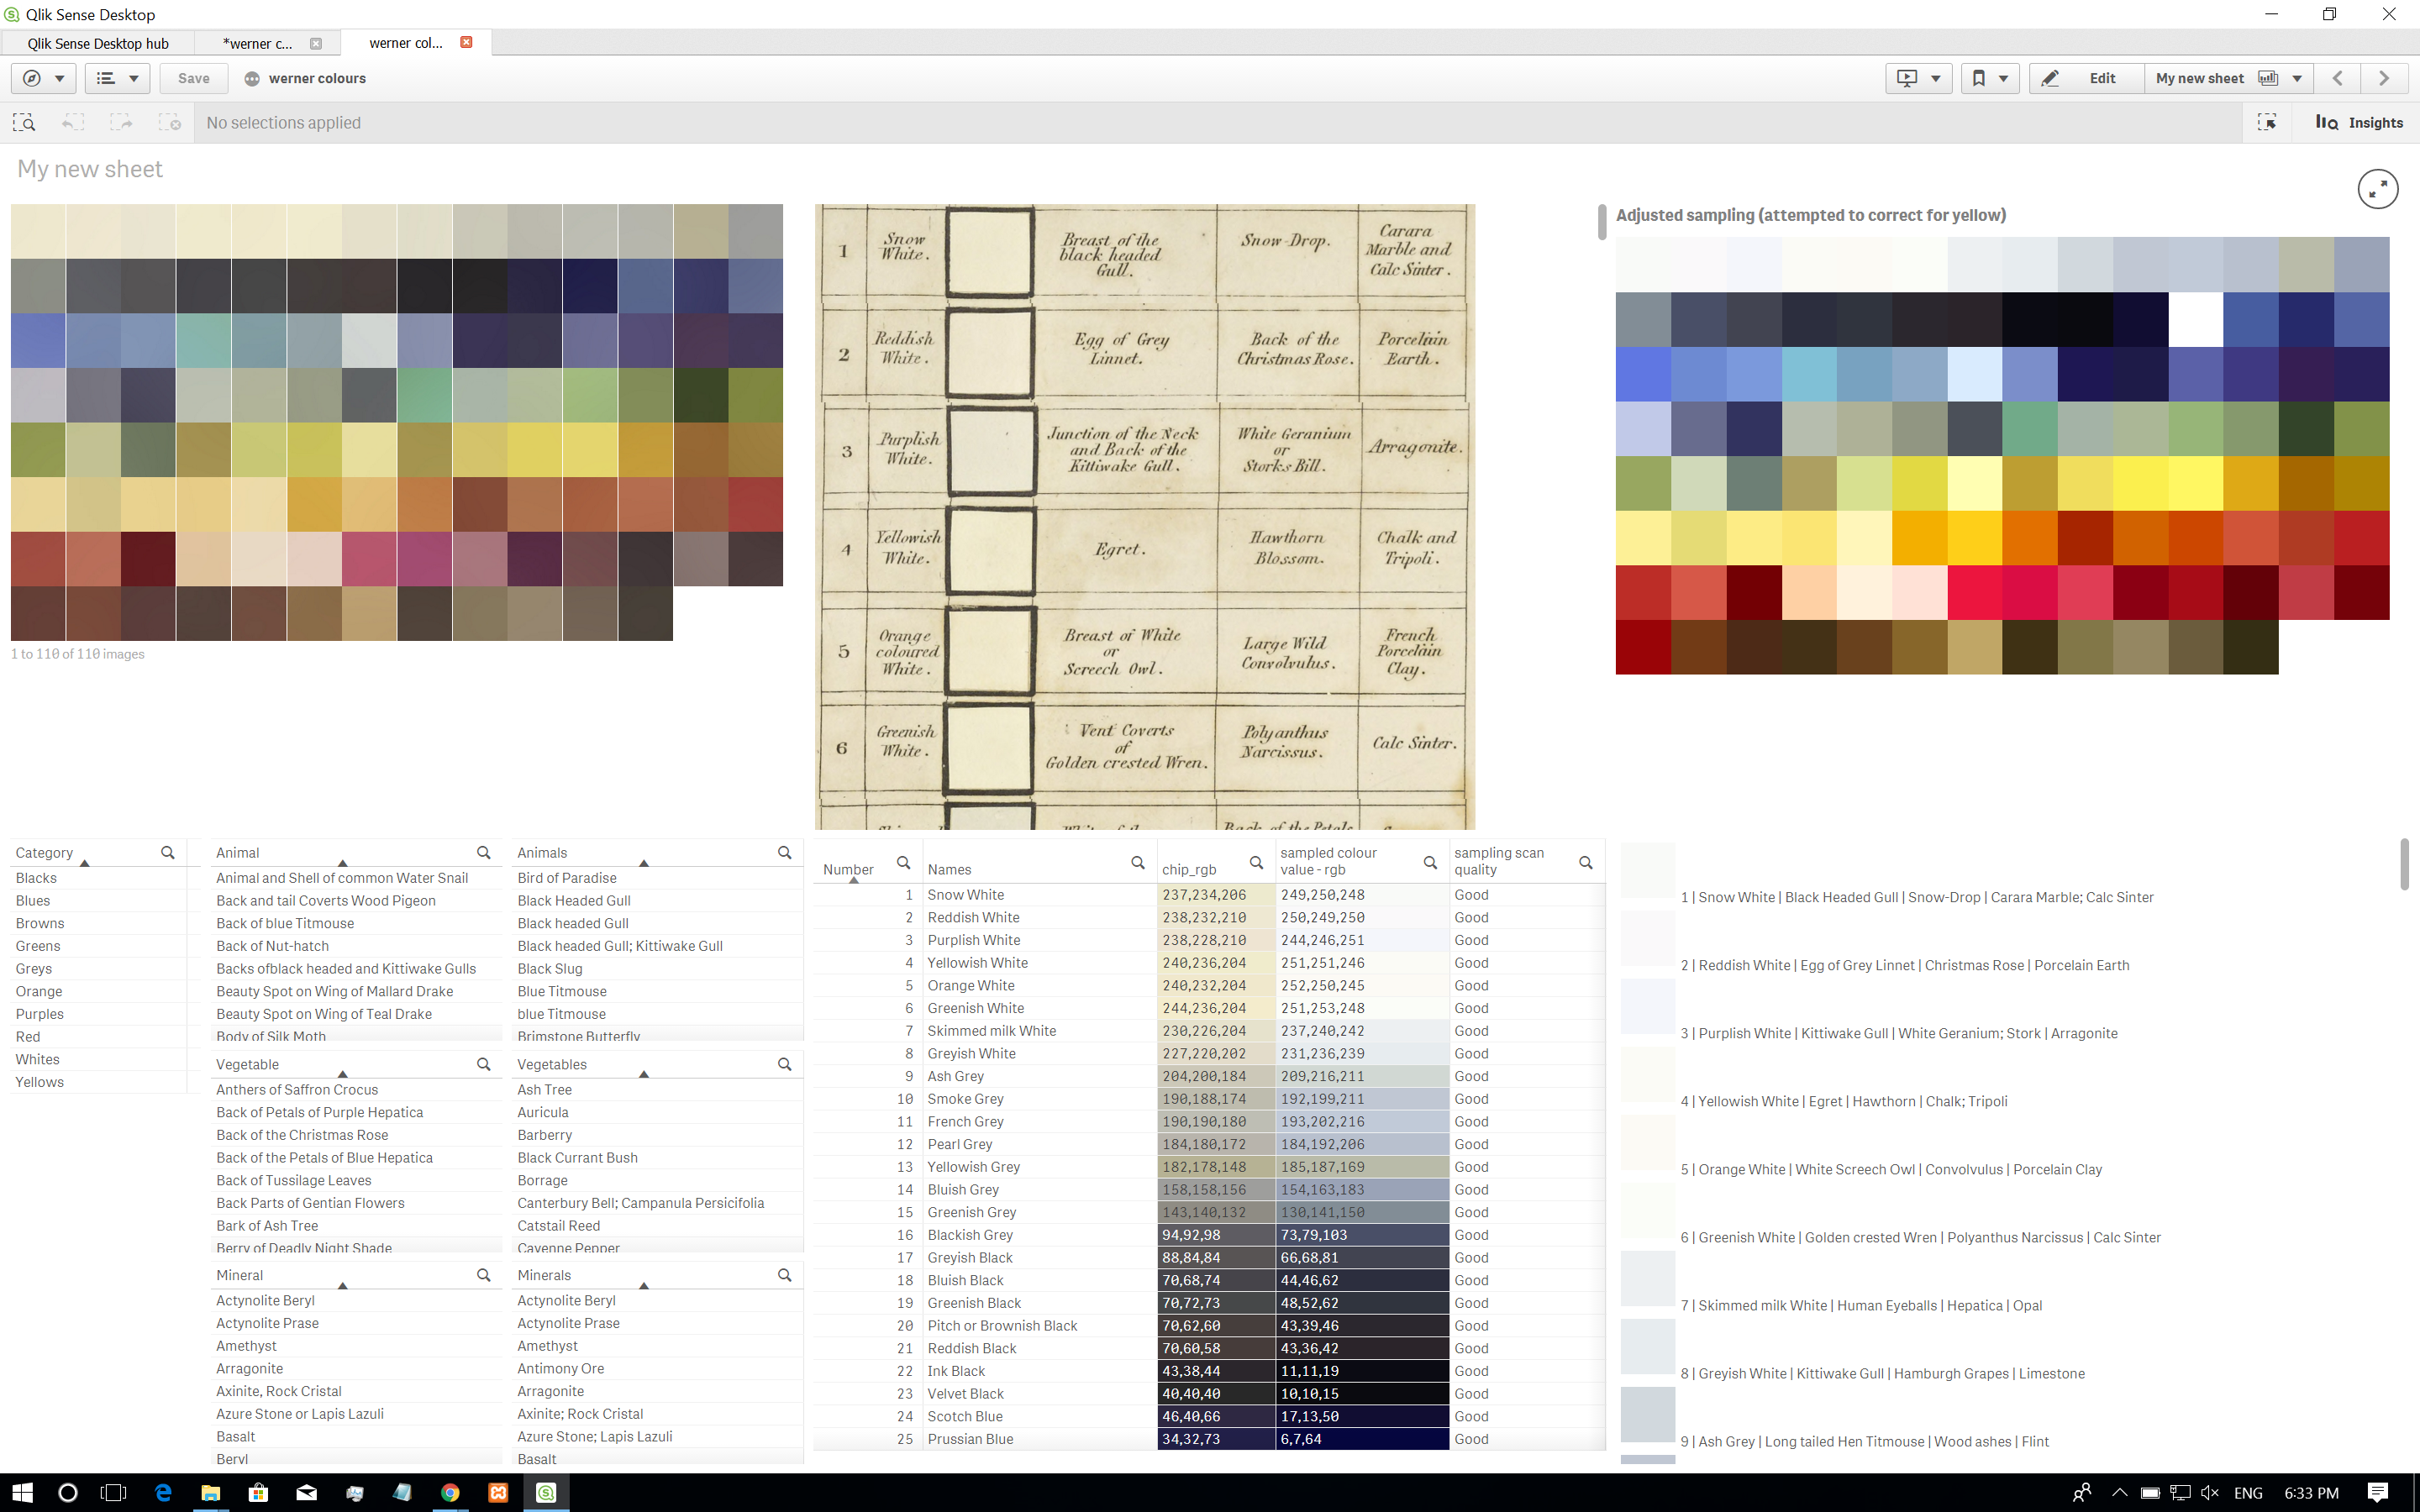 Qlik Sense Desktop
Qlik Sense Desktop hub
*werner c...
werner col...
Save
werner colours
Edit
My new sheet
No selections applied
Insights
My new sheet
1 to 110 of 110 images
1
Snow White.
Breast of the black headed Gull.
Snow-Drop.
Carara Marble and Calc Sinter.
2
Reddish White.
Egg of Grey Linnet.
Back of the Christmas Rose.
Porcelain Earth.
3
Purplish White.
Junction of the Neck and Back of the Kittiwake Gull.
White Geranium or Storks Bill.
Arragonite.
4
Yellowish White.
Egret.
Hawthorn Blossom.
Chalk and Tripoli.
5
Orange coloured White.
Breast of White or Screech Owl.
Large Wild Convolvulus.
French Porcelain Clay.
6
Greenish White.
Vent Coverts of Golden crested Wren.
Polyanthus Narcissus.
Calc Sinter.
Back of the Petals
Adjusted sampling (attempted to correct for yellow)
Category
Blacks
Blues
Browns
Greens
Greys
Orange
Purples
Red
Whites
Yellows
Animal
Animal and Shell of common Water Snail
Back and tail Coverts Wood Pigeon
Back of blue Titmouse
Back of Nut-hatch
Backs ofblack headed and Kittiwake Gulls
Beauty Spot on Wing of Mallard Drake
Beauty Spot on Wing of Teal Drake
Body of Silk Moth
Animals
Bird of Paradise
Black Headed Gull
Black headed Gull
Black headed Gull; Kittiwake Gull
Black Slug
Blue Titmouse
blue Titmouse
Brimstone Butterfly
Vegetable
Anthers of Saffron Crocus
Back of Petals of Purple Hepatica
Back of the Christmas Rose
Back of the Petals of Blue Hepatica
Back of Tussilage Leaves
Back Parts of Gentian Flowers
Bark of Ash Tree
Berry of Deadly Night Shade
Vegetables
Ash Tree
Auricula
Barberry
Black Currant Bush
Borrage
Canterbury Bell; Campanula Persicifolia
Catstail Reed
Cayenne Pepper
Mineral
Actynolite Beryl
Actynolite Prase
Amethyst
Arragonite
Axinite, Rock Cristal
Azure Stone or Lapis Lazuli
Basalt
Beryl
Minerals
Actynolite Beryl
Actynolite Prase
Amethyst
Antimony Ore
Arragonite
Axinite; Rock Cristal
Azure Stone; Lapis Lazuli
Basalt
Number Names chip_rgb sampled colour value - rgb sampling scan quality
1 Snow White 237,234,206 249,250,248 Good
2 Reddish White 238,232,210 250,249,250 Good
3 Purplish White 238,228,210 244,246,251 Good
4 Yellowish White 240,236,204 251,251,246 Good
5 Orange White 240,232,204 252,250,245 Good
6 Greenish White 244,236,204 251,253,248 Good
7 Skimmed milk White 230,226,204 237,240,242 Good
8 Greyish White 227,220,202 231,236,239 Good
9 Ash Grey 204,200,184 209,216,211 Good
10 Smoke Grey 190,188,174 192,199,211 Good
11 French Grey 190,190,180 193,202,216 Good
12 Pearl Grey 184,180,172 184,192,206 Good
13 Yellowish Grey 182,178,148 185,187,169 Good
14 Bluish Grey 158,158,156 154,163,183 Good
15 Greenish Grey 143,140,132 130,141,150 Good
16 Blackish Grey 94,92,98 73,79,103 Good
17 Greyish Black 88,84,84 66,68,81 Good
18 Bluish Black 70,68,74 44,46,62 Good
19 Greenish Black 70,72,73 48,52,62 Good
20 Pitch or Brownish Black 70,62,60 43,39,46 Good
21 Reddish Black 70,60,58 43,36,42 Good
22 Ink Black 43,38,44 11,11,19 Good
23 Velvet Black 40,40,40 10,10,15 Good
24 Scotch Blue 46,40,66 17,13,50 Good
25 Prussian Blue 34,32,73 6,7,64 Good
1 | Snow White | Black Headed Gull | Snow-Drop | Carara Marble; Calc Sinter
2 | Reddish White | Egg of Grey Linnet | Christmas Rose | Porcelain Earth
3 | Purplish White | Kittiwake Gull | White Geranium; Stork | Arragonite
4 | Yellowish White | Egret | Hawthorn | Chalk; Tripoli
5 | Orange White | White Screech Owl | Convolvulus | Porcelain Clay
6 | Greenish White | Golden crested Wren | Polyanthus Narcissus | Calc Sinter
7 | Skimmed milk White | Human Eyeballs | Hepatica | Opal
8 | Greyish White | Kittiwake Gull | Hamburgh Grapes | Limestone
9 | Ash Grey | Long tailed Hen Titmouse | Wood ashes | Flint
ENG
6:33 PM